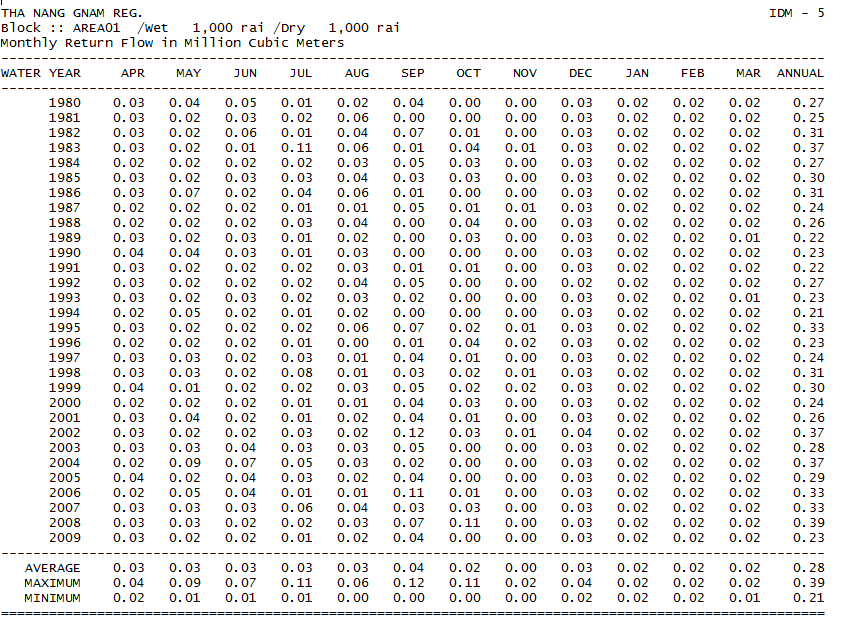 THA NANG GNAM REG. IDM - 5
Block :: AREA01 /Wet 1,000 rai /Dry 1,000 rai
Monthly Return Flow in Million Cubic Meters
WATER YEAR APR MAY JUN JUL AUG SEP OCT NOV DEC JAN FEB MAR ANNUAL
1980 0.03 0.04 0.05 0.01 0.02 0.04 0.00 0.00 0.03 0.02 0.02 0.02 0.27
1981 0.03 0.02 0.03 0.02 0.06 0.00 0.00 0.00 0.03 0.02 0.02 0.02 0.25
1982 0.03 0.02 0.06 0.01 0.04 0.07 0.01 0.00 0.03 0.02 0.02 0.02 0.31
1983 0.03 0.02 0.01 0.11 0.06 0.01 0.04 0.01 0.03 0.02 0.02 0.02 0.37
1984 0.02 0.02 0.02 0.02 0.03 0.05 0.03 0.00 0.03 0.02 0.02 0.02 0.27
1985 0.03 0.02 0.03 0.03 0.04 0.03 0.03 0.00 0.03 0.02 0.02 0.02 0.30
1986 0.03 0.07 0.02 0.04 0.06 0.01 0.00 0.00 0.03 0.02 0.02 0.02 0.31
1987 0.02 0.02 0.02 0.01 0.01 0.05 0.01 0.01 0.03 0.02 0.02 0.02 0.24
1988 0.02 0.02 0.02 0.03 0.04 0.00 0.04 0.00 0.03 0.02 0.02 0.02 0.26
1989 0.03 0.02 0.03 0.01 0.02 0.00 0.03 0.00 0.03 0.02 0.02 0.01 0.22
1990 0.04 0.04 0.03 0.01 0.03 0.00 0.00 0.00 0.03 0.02 0.02 0.02 0.23
1991 0.03 0.02 0.02 0.02 0.03 0.01 0.01 0.00 0.03 0.02 0.02 0.02 0.22
1992 0.03 0.02 0.02 0.02 0.04 0.05 0.00 0.00 0.02 0.02 0.02 0.02 0.27
1993 0.03 0.02 0.03 0.02 0.03 0.02 0.00 0.00 0.03 0.02 0.02 0.01 0.23
1994 0.02 0.05 0.02 0.01 0.02 0.00 0.00 0.00 0.03 0.02 0.02 0.02 0.21
1995 0.03 0.02 0.02 0.02 0.06 0.07 0.02 0.01 0.03 0.02 0.02 0.02 0.33
1996 0.02 0.02 0.02 0.01 0.00 0.01 0.04 0.02 0.03 0.02 0.02 0.02 0.23
1997 0.03 0.03 0.02 0.03 0.01 0.04 0.01 0.00 0.03 0.02 0.02 0.02 0.24
1998 0.03 0.03 0.02 0.08 0.01 0.03 0.02 0.01 0.03 0.02 0.02 0.02 0.31
1999 0.04 0.01 0.02 0.02 0.03 0.05 0.02 0.02 0.03 0.02 0.02 0.02 0.30
2000 0.02 0.02 0.02 0.01 0.01 0.04 0.03 0.00 0.03 0.02 0.02 0.02 0.24
2001 0.03 0.04 0.02 0.01 0.02 0.04 0.01 0.00 0.03 0.02 0.02 0.02 0.26
2002 0.03 0.02 0.02 0.03 0.02 0.12 0.03 0.01 0.04 0.02 0.02 0.02 0.37
2003 0.03 0.03 0.04 0.03 0.03 0.05 0.00 0.00 0.03 0.02 0.02 0.02 0.28
2004 0.02 0.09 0.07 0.05 0.03 0.02 0.00 0.00 0.03 0.02 0.02 0.02 0.37
2005 0.04 0.02 0.04 0.03 0.02 0.04 0.00 0.00 0.03 0.02 0.02 0.02 0.29
2006 0.02 0.05 0.04 0.01 0.01 0.11 0.01 0.00 0.03 0.02 0.02 0.02 0.33
2007 0.03 0.03 0.03 0.06 0.04 0.03 0.03 0.00 0.03 0.02 0.02 0.02 0.33
2008 0.03 0.03 0.02 0.02 0.03 0.07 0.11 0.00 0.03 0.02 0.02 0.02 0.39
2009 0.03 0.02 0.02 0.01 0.02 0.04 0.00 0.00 0.03 0.02 0.02 0.02 0.23
AVERAGE 0.03 0.03 0.03 0.03 0.03 0.04 0.02 0.00 0.03 0.02 0.02 0.02 0.28
MAXIMUM 0.04 0.09 0.07 0.11 0.06 0.12 0.11 0.02 0.04 0.02 0.02 0.02 0.39
MINIMUM 0.02 0.01 0.01 0.01 0.00 0.00 0.00 0.00 0.02 0.02 0.02 0.01 0.21